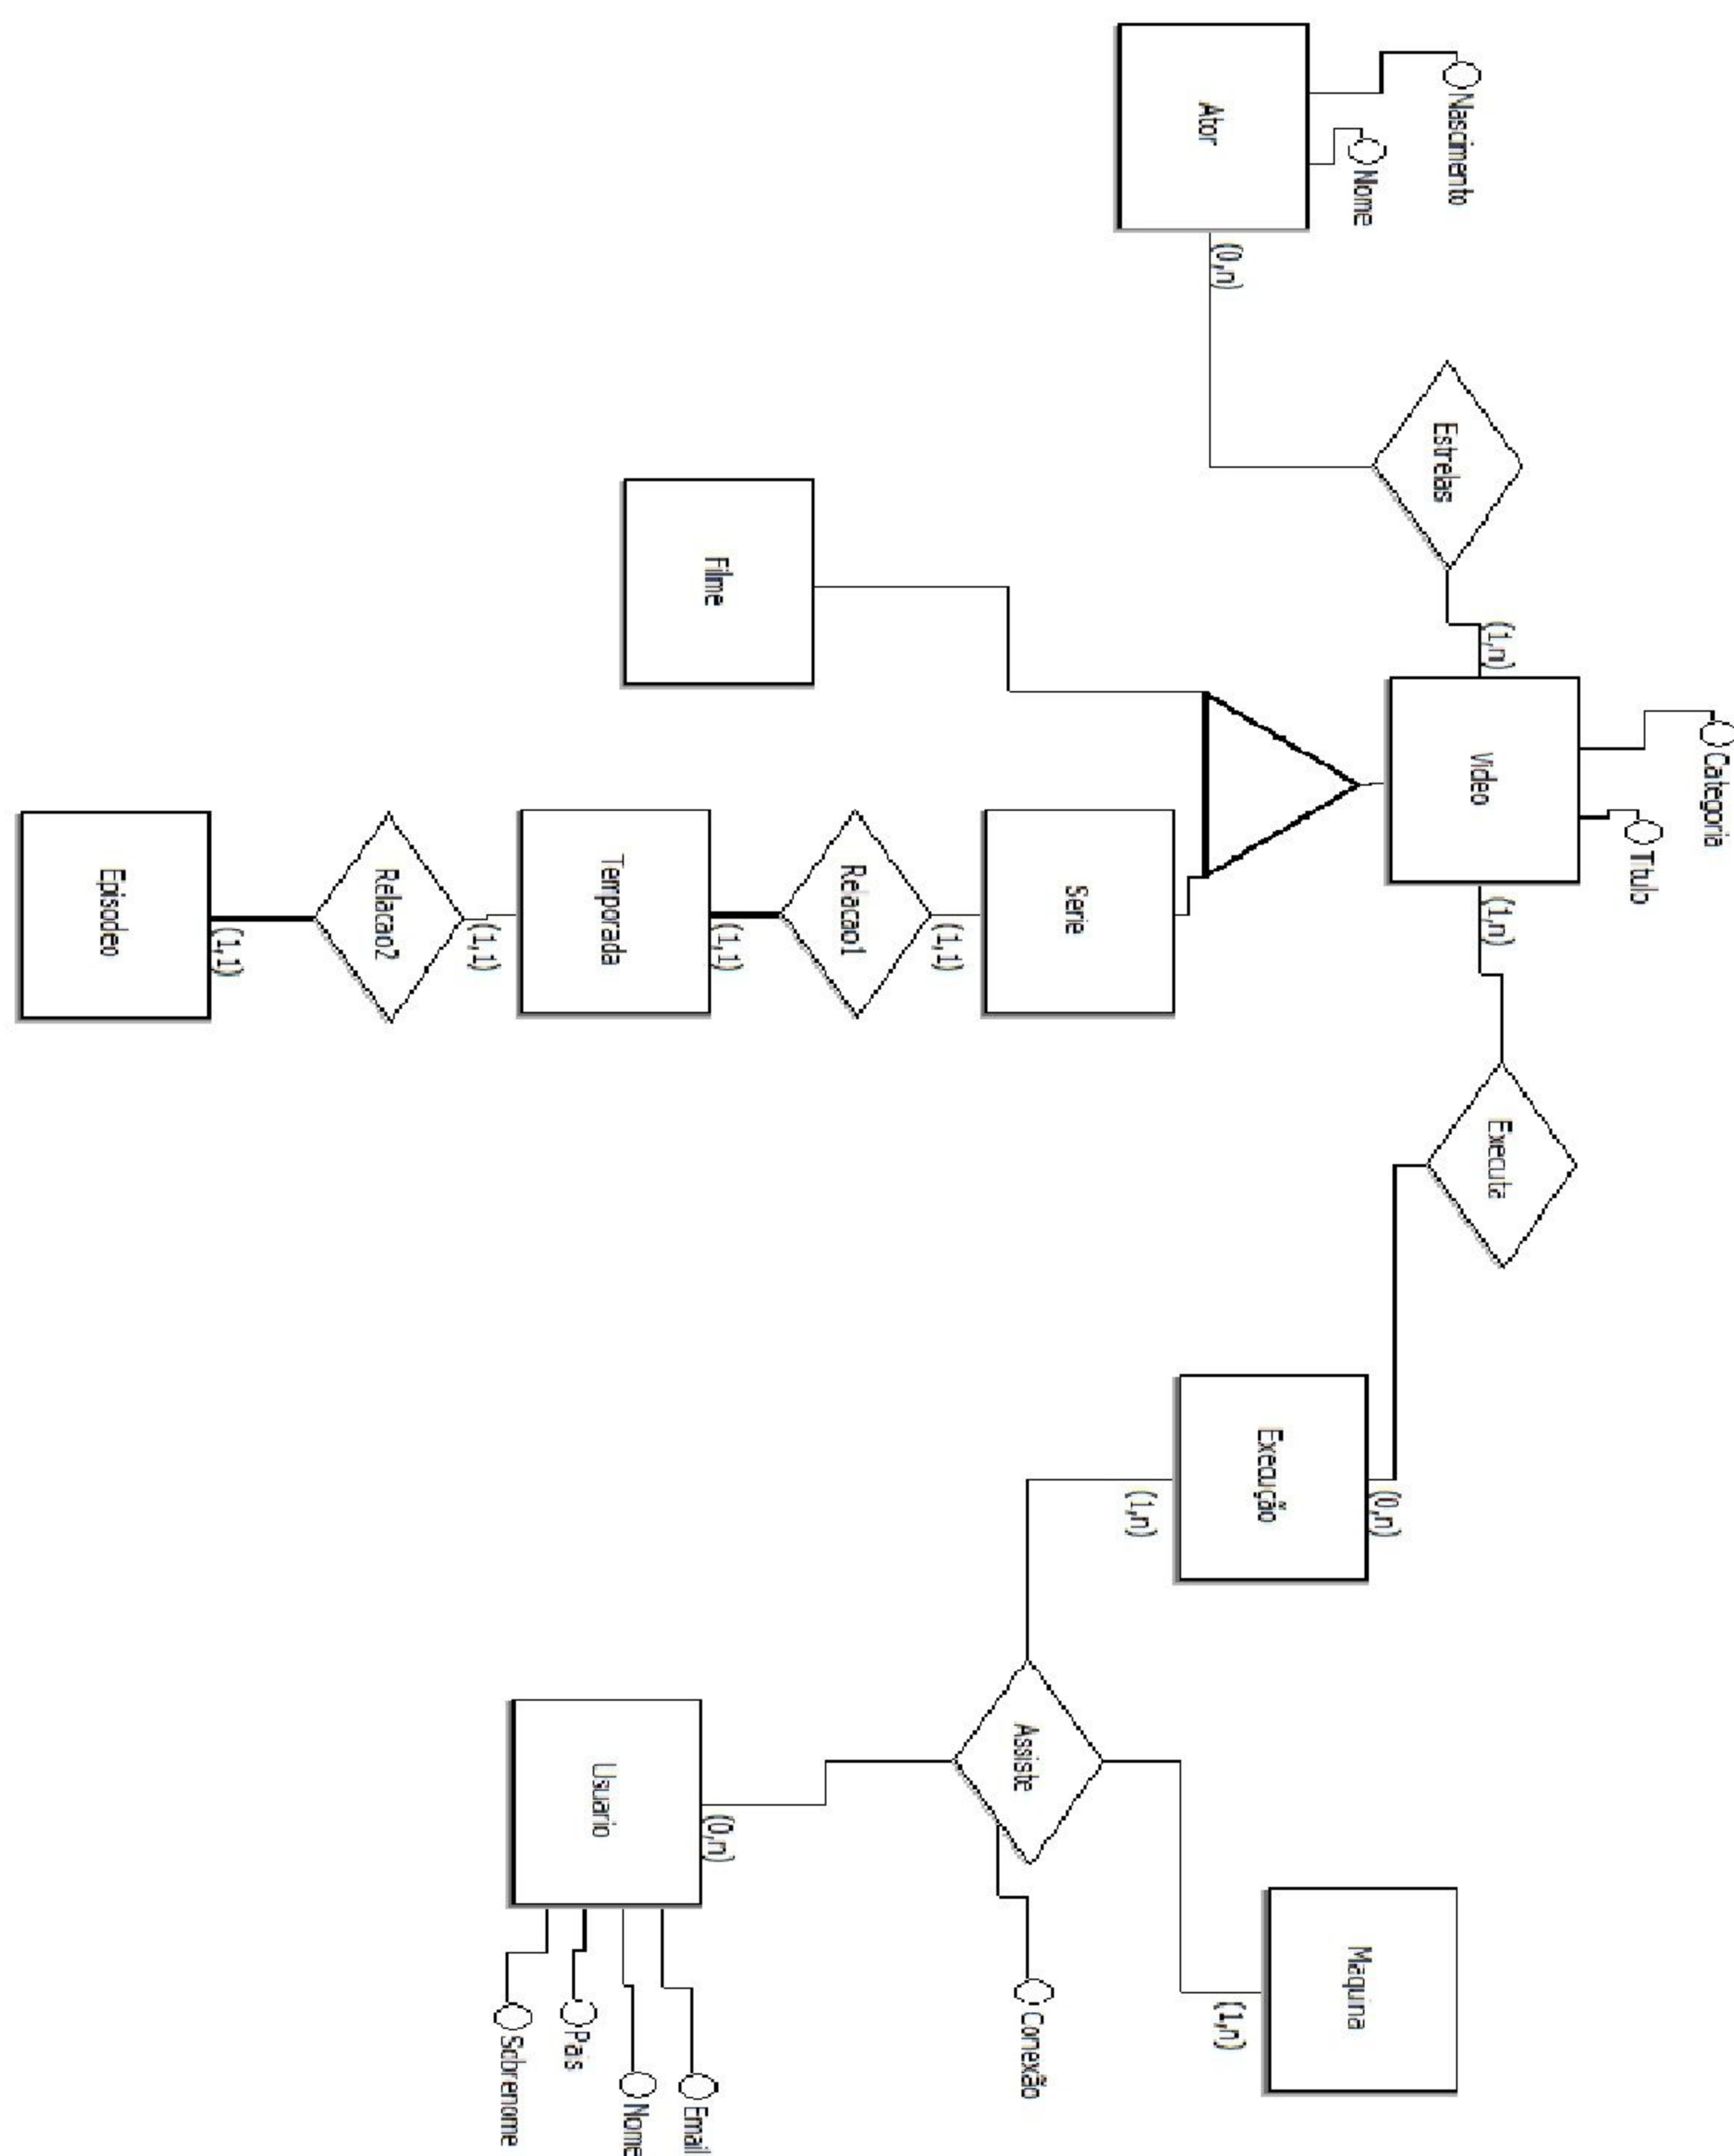 Nascimento
Nome
Ator
(0,n)
Estrelas
(1,n)
Categoria
Titulo
Video
(1,n)
Filme
Serie
(1,1)
Relacao1
(1,1)
Temporada
(1,1)
Relacao2
(1,1)
Episodeo
Executa
(0,n)
Execução
(1,n)
Assiste
Conexão
Maquina
(1,n)
Usuario
(0,n)
Email
Nome
Pais
Sobrenome